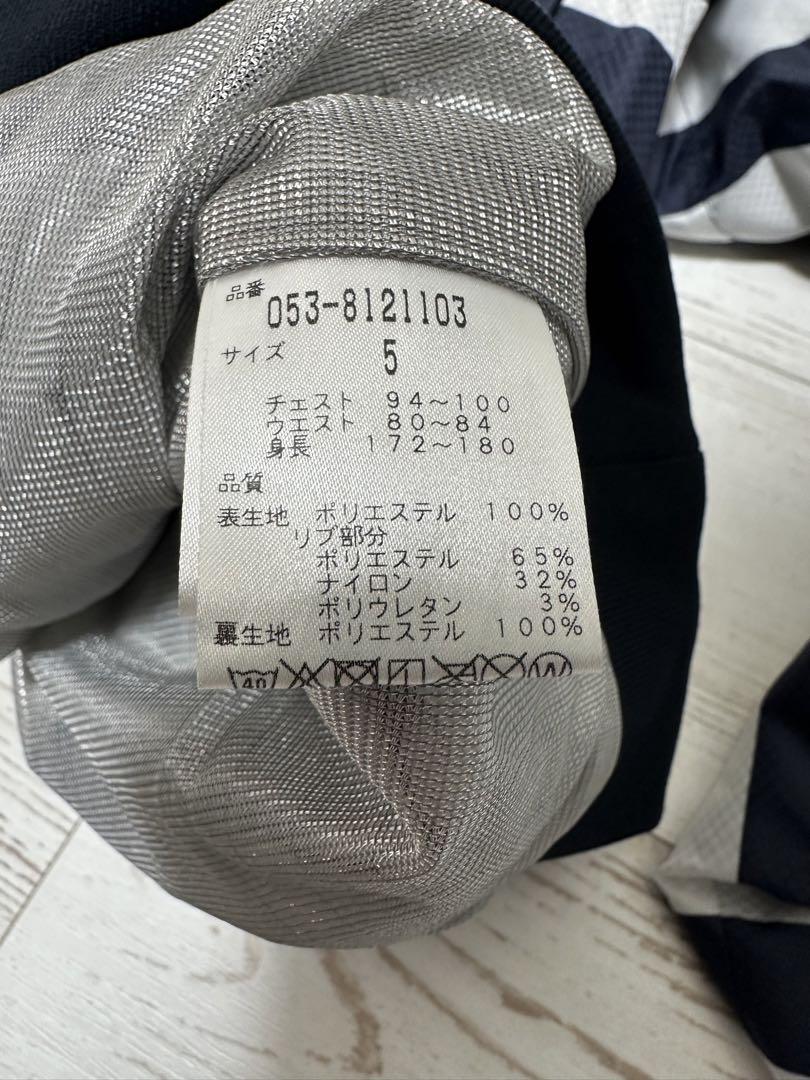 品番
053-8121103
サイズ 5
チェスト 94～100
ウエスト 80～84
身長 172～180
品質
表生地 ポリエステル 100%
リブ部分
ポリエステル 65%
ナイロン 32%
ポリウレタン 3%
裏生地 ポリエステル 100%
40 W